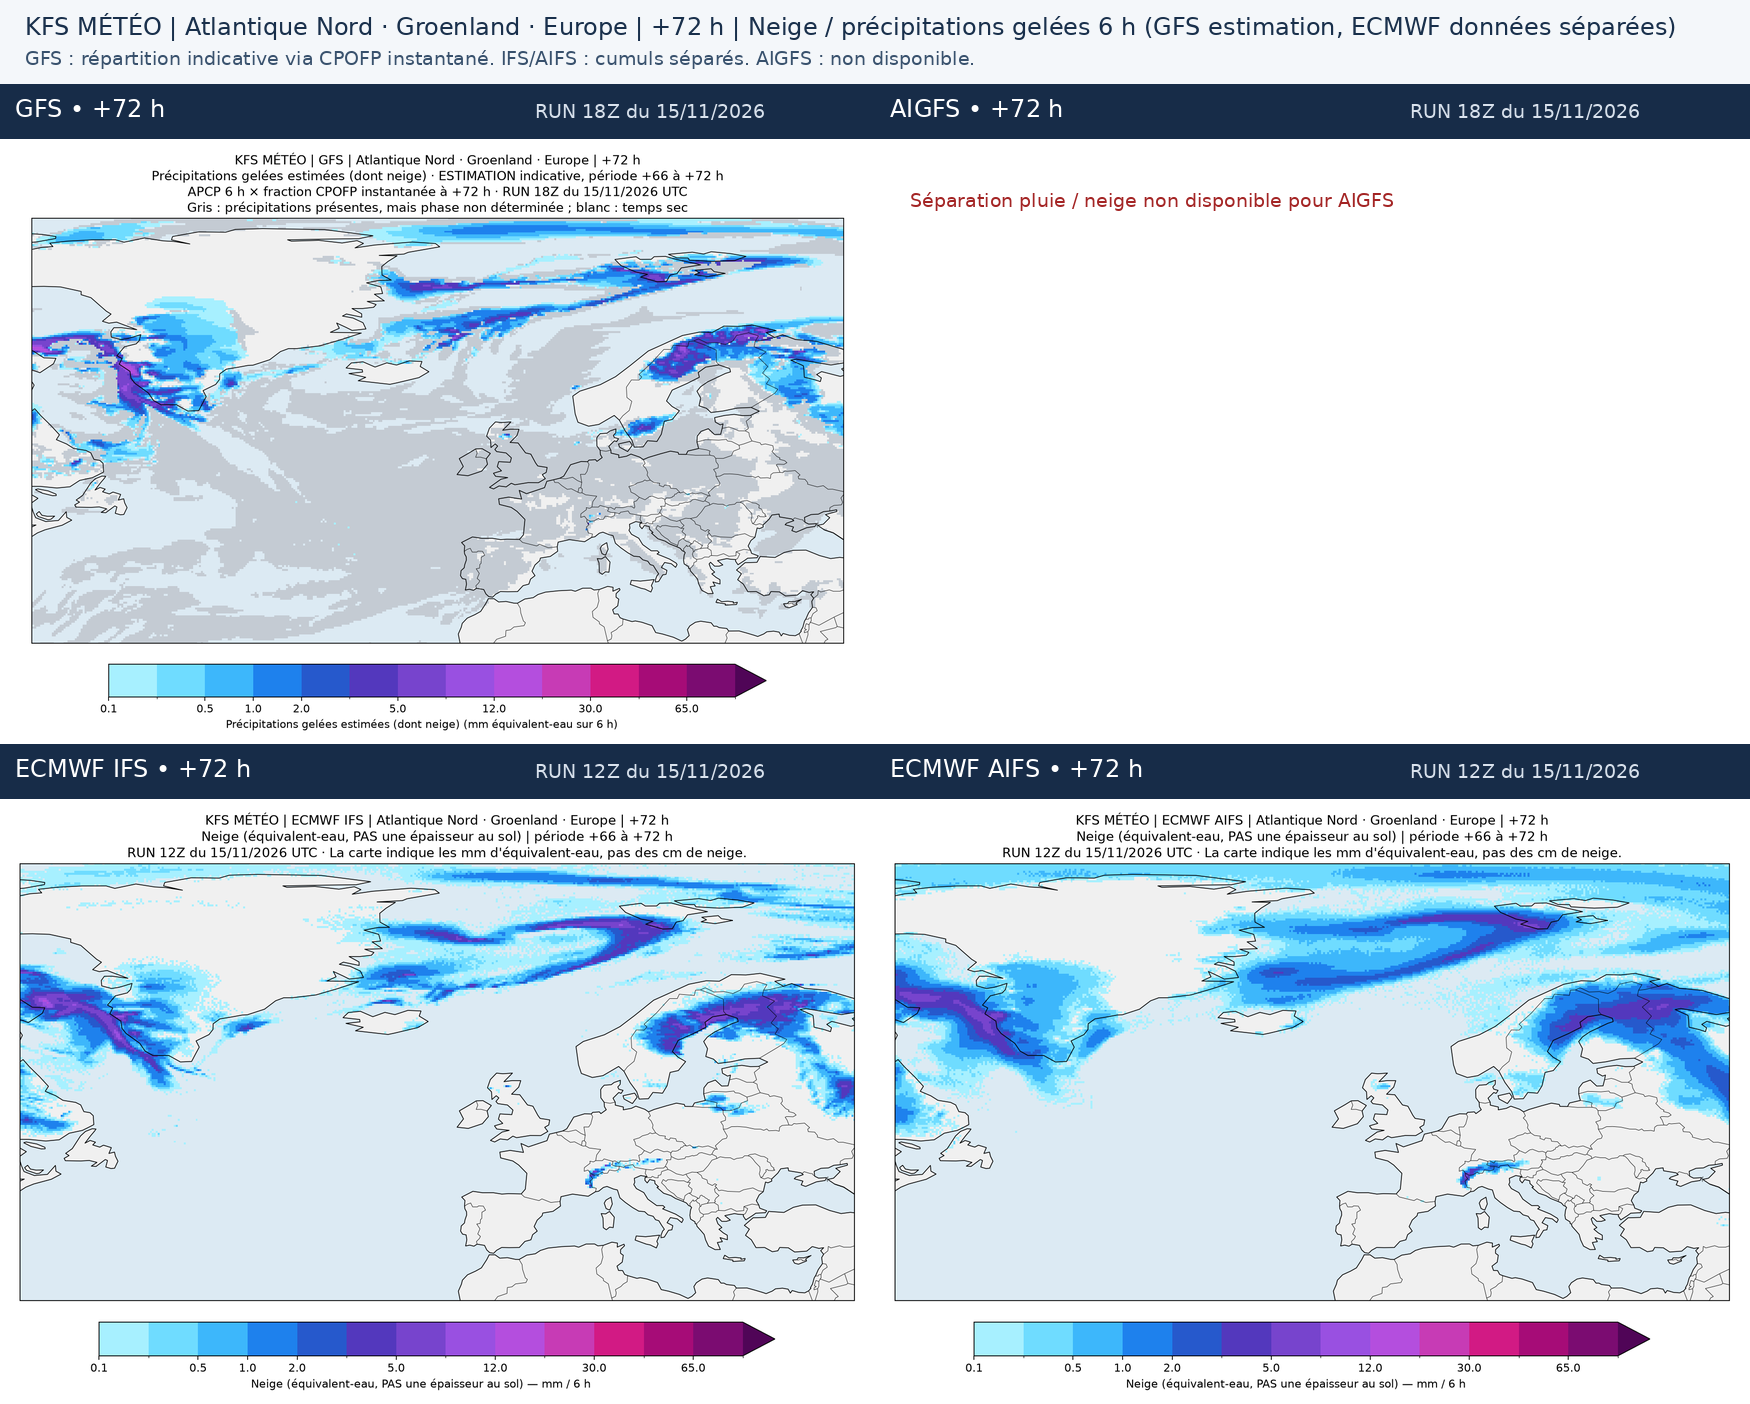 KFS MÉTÉO | Atlantique Nord · Groenland · Europe | +72 h | Neige / précipitations gelées 6 h (GFS estimation, ECMWF données séparées)
GFS : répartition indicative via CPOFP instantané. IFS/AIFS : cumuls séparés. AIGFS : non disponible.
GFS • +72 h
RUN 18Z du 15/11/2026
AIGFS • +72 h
RUN 18Z du 15/11/2026
KFS MÉTÉO | GFS | Atlantique Nord · Groenland · Europe | +72 h
Précipitations gelées estimées (dont neige) · ESTIMATION indicative, période +66 à +72 h
APCP 6 h × fraction CPOFP instantanée à +72 h · RUN 18Z du 15/11/2026 UTC
Gris : précipitations présentes, mais phase non déterminée ; blanc : temps sec
Séparation pluie / neige non disponible pour AIGFS
0.1 0.5 1.0 2.0 5.0 12.0 30.0 65.0
Précipitations gelées estimées (dont neige) (mm équivalent-eau sur 6 h)
ECMWF IFS • +72 h
RUN 12Z du 15/11/2026
ECMWF AIFS • +72 h
RUN 12Z du 15/11/2026
KFS MÉTÉO | ECMWF IFS | Atlantique Nord · Groenland · Europe | +72 h
Neige (équivalent-eau, PAS une épaisseur au sol) | période +66 à +72 h
RUN 12Z du 15/11/2026 UTC · La carte indique les mm d'équivalent-eau, pas des cm de neige.
KFS MÉTÉO | ECMWF AIFS | Atlantique Nord · Groenland · Europe | +72 h
Neige (équivalent-eau, PAS une épaisseur au sol) | période +66 à +72 h
RUN 12Z du 15/11/2026 UTC · La carte indique les mm d'équivalent-eau, pas des cm de neige.
0.1 0.5 1.0 2.0 5.0 12.0 30.0 65.0
Neige (équivalent-eau, PAS une épaisseur au sol) — mm / 6 h
0.1 0.5 1.0 2.0 5.0 12.0 30.0 65.0
Neige (équivalent-eau, PAS une épaisseur au sol) — mm / 6 h